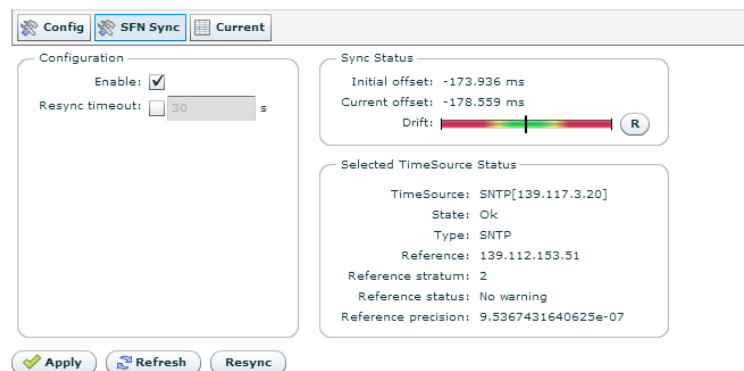 Config SFN Sync Current
Configuration
Enable:
Resync timeout: 30 s
Sync Status
Initial offset: -173.936 ms
Current offset: -178.559 ms
Drift: R
Selected TimeSource Status
TimeSource: SNTP[139.117.3.20]
State: Ok
Type: SNTP
Reference: 139.112.153.51
Reference stratum: 2
Reference status: No warning
Reference precision: 9.5367431640625e-07
Apply Refresh Resync